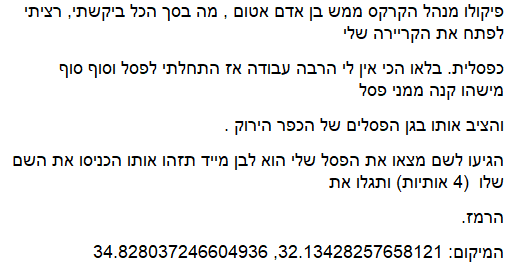 פיקולו מנהל הקרקס ממש בן אדם אטום , מה בסך הכל ביקשתי, רציתי
לפתח את הקריירה שלי
כפסלית. בלאו הכי אין לי הרבה עבודה אז התחלתי לפסל וסוף סוף
מישהו קנה ממני פסל
והציב אותו בגן הפסלים של הכפר הירוק .
הגיעו לשם מצאו את הפסל שלי הוא לבן מייד תזהו אותו הכניסו את השם
שלו  (4 אותיות) ותגלו את
הרמז.
המיקום: 32.13428257658121, 34.828037246604936